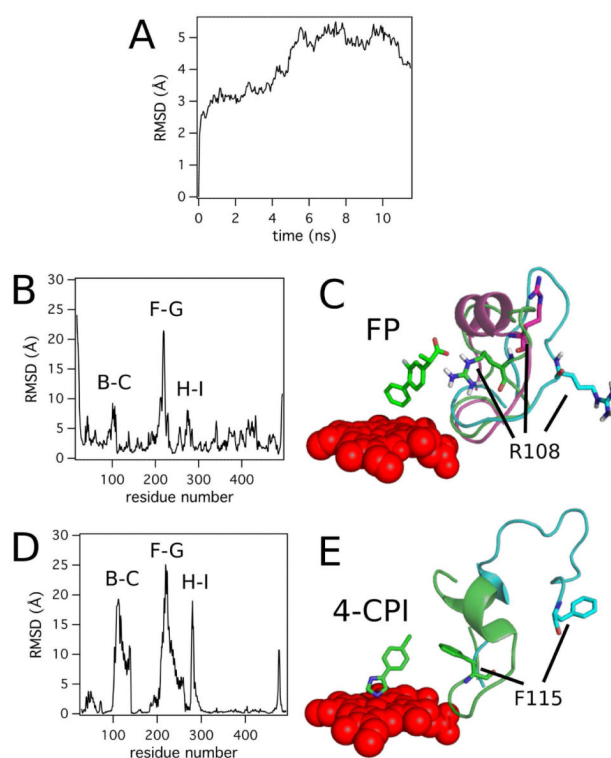 A
RMSD (Å)
5
4
3
2
1
0
0 2 4 6 8 10
time (ns)
B
RMSD (Å)
30
25
20
15
10
5
0
F-G
B-C
H-I
100 200 300 400
residue number
C
FP
R108
D
RMSD (Å)
30
25
20
15
10
5
0
F-G
B-C
H-I
100 200 300 400
residue number
E
4-CPI
F115